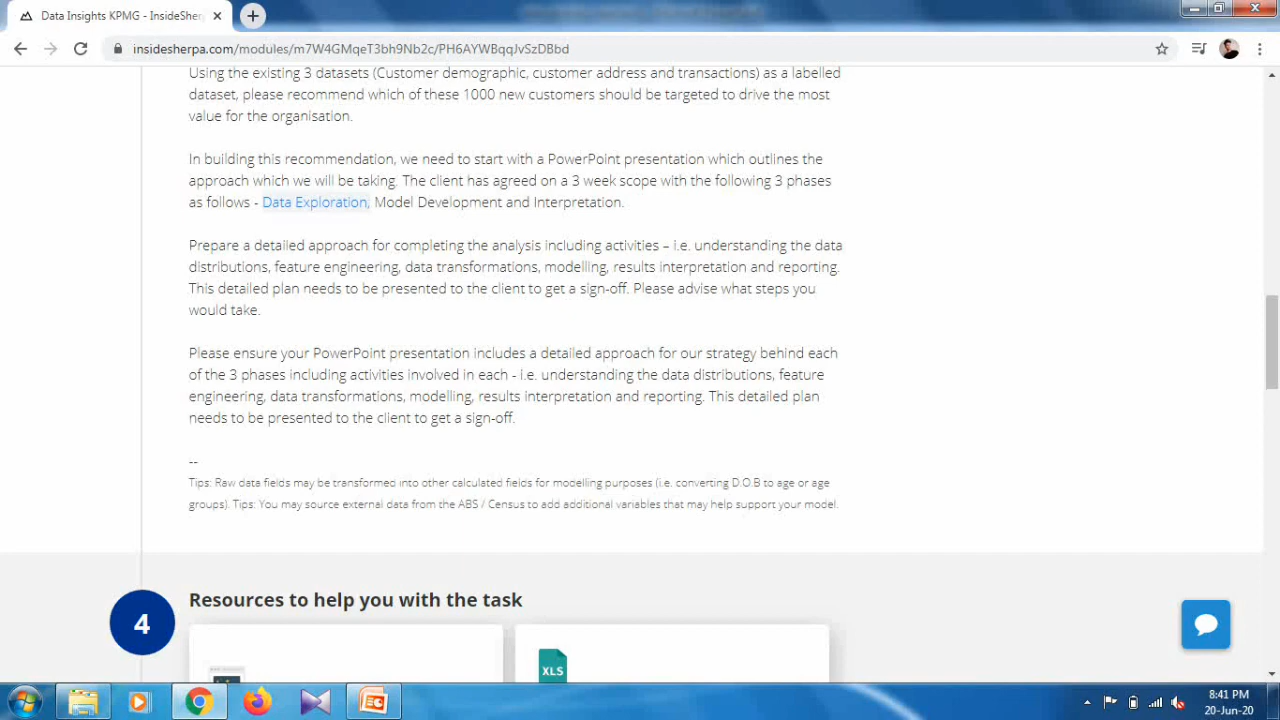 Data Insights KPMG - InsideSher
insidesherpa.com/modules/m7W4GMqeT3bh9Nb2c/PH6AYWBqqJvSzDBbd
Using the existing 3 datasets (Customer demographic, customer address and transactions) as a labelled
dataset, please recommend which of these 1000 new customers should be targeted to drive the most
value for the organisation.
In building this recommendation, we need to start with a PowerPoint presentation which outlines the
approach which we will be taking. The client has agreed on a 3 week scope with the following 3 phases
as follows - Data Exploration, Model Development and Interpretation.
Prepare a detailed approach for completing the analysis including activities – i.e. understanding the data
distributions, feature engineering, data transformations, modelling, results interpretation and reporting.
This detailed plan needs to be presented to the client to get a sign-off. Please advise what steps you
would take.
Please ensure your PowerPoint presentation includes a detailed approach for our strategy behind each
of the 3 phases including activities involved in each - i.e. understanding the data distributions, feature
engineering, data transformations, modelling, results interpretation and reporting. This detailed plan
needs to be presented to the client to get a sign-off.
--
Tips: Raw data fields may be transformed into other calculated fields for modelling purposes (i.e. converting D.O.B to age or age
groups). Tips: You may source external data from the ABS / Census to add additional variables that may help support your model.
4
Resources to help you with the task
XLS
8:41 PM
20-Jun-20